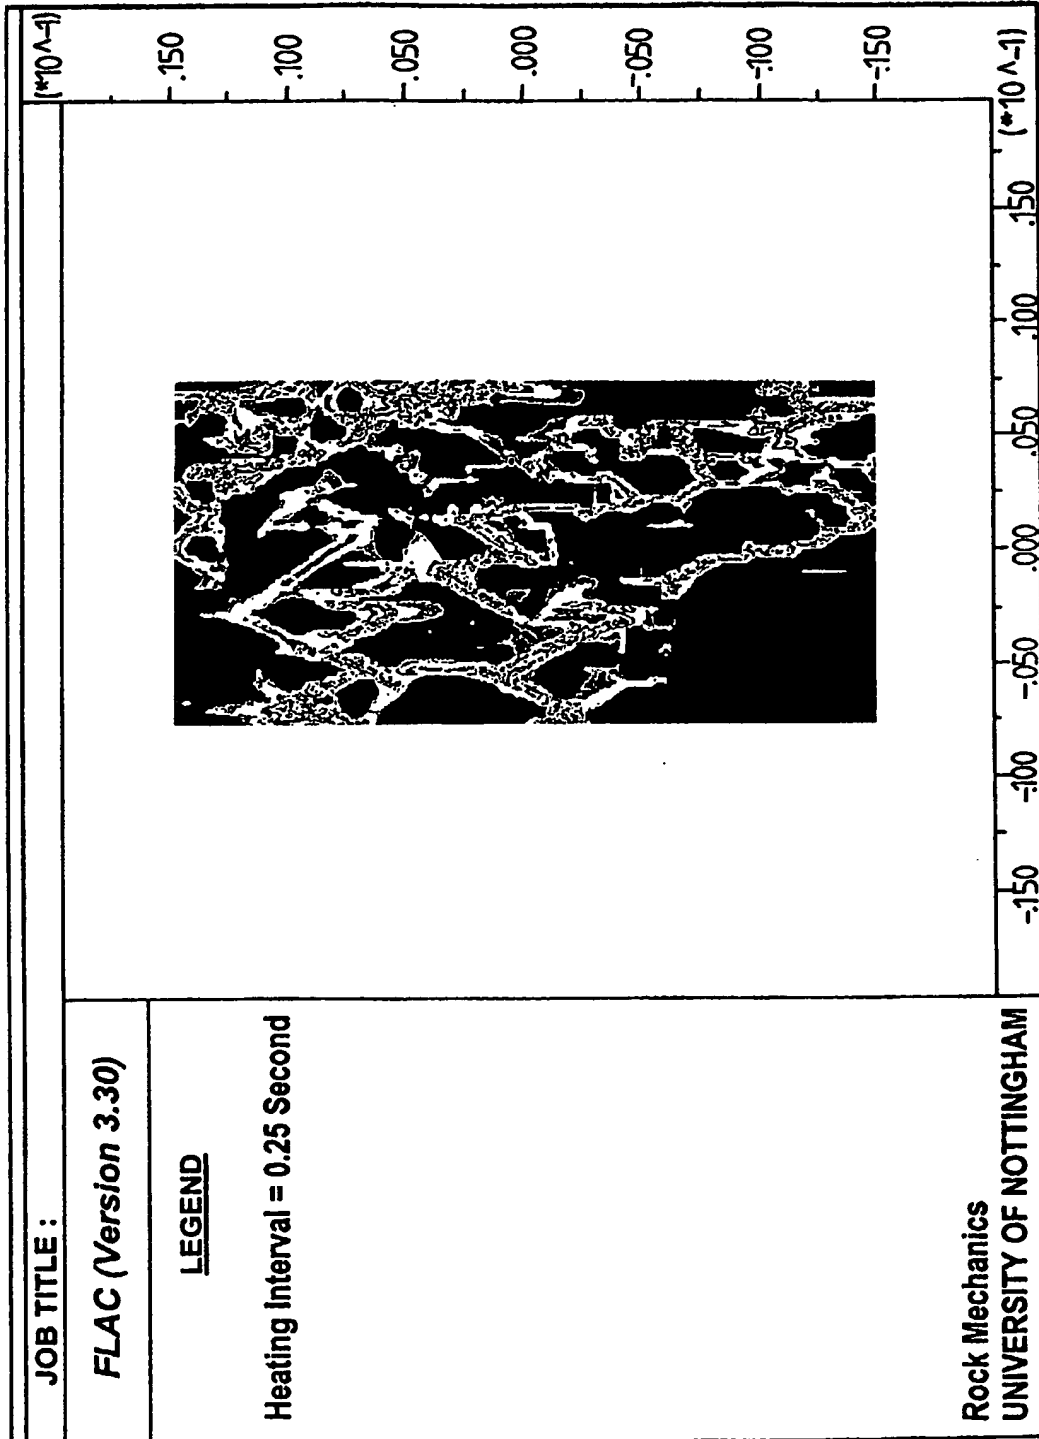 JOB TITLE :
(*10^-1)
FLAC (Version 3.30)
LEGEND
Heating Interval = 0.25 Second
.150
.100
.050
.000
-.050
-.100
-.150
Rock Mechanics
UNIVERSITY OF NOTTINGHAM
-.150 -.100 -.050 .000 .050 .100 .150 (*10^-1)